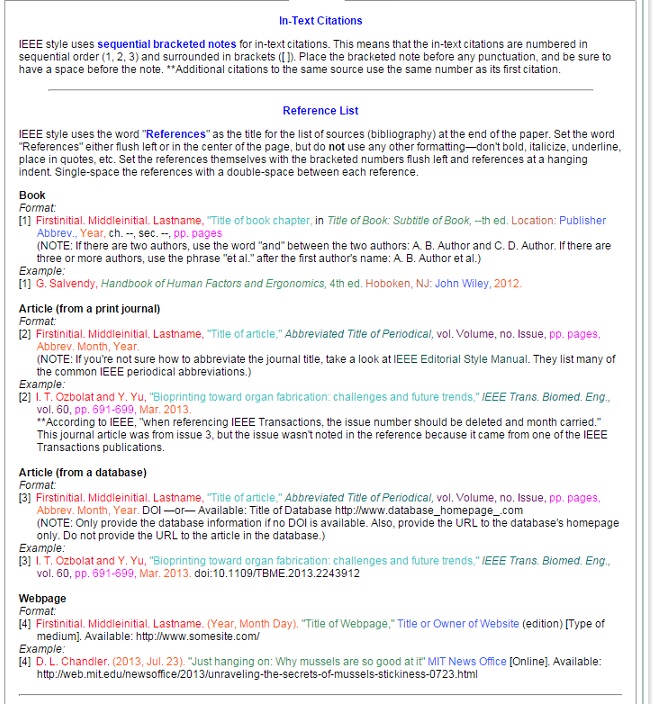 In-Text Citations
IEEE style uses sequential bracketed notes for in-text citations. This means that the in-text citations are numbered in
sequential order (1, 2, 3) and surrounded in brackets ([ ]). Place the bracketed note before any punctuation, and be sure to
have a space before the note. **Additional citations to the same source use the same number as its first citation.
Reference List
IEEE style uses the word "References" as the title for the list of sources (bibliography) at the end of the paper. Set the word
"References" either flush left or in the center of the page, but do not use any other formatting—don't bold, italicize, underline,
place in quotes, etc. Set the references themselves with the bracketed numbers flush left and references at a hanging
indent. Single-space the references with a double-space between each reference.
Book
Format:
[1] Firstinitial. Middleinitial. Lastname, "Title of book chapter, in Title of Book: Subtitle of Book, --th ed. Location: Publisher
Abbrev., Year, ch. --, sec. --, pp. pages
(NOTE: If there are two authors, use the word "and" between the two authors: A. B. Author and C. D. Author. If there are
three or more authors, use the phrase "et al." after the first author's name: A. B. Author et al.)
Example:
[1] G. Salvendy, Handbook of Human Factors and Ergonomics, 4th ed. Hoboken, NJ: John Wiley, 2012.
Article (from a print journal)
Format:
[2] Firstinitial. Middleinitial. Lastname, "Title of article," Abbreviated Title of Periodical, vol. Volume, no. Issue, pp. pages,
Abbrev. Month, Year.
(NOTE: If you're not sure how to abbreviate the journal title, take a look at IEEE Editorial Style Manual. They list many of
the common IEEE periodical abbreviations.)
Example:
[2] I. T. Ozbolat and Y. Yu, "Bioprinting toward organ fabrication: challenges and future trends," IEEE Trans. Biomed. Eng.,
vol. 60, pp. 691-699, Mar. 2013.
**According to IEEE, "when referencing IEEE Transactions, the issue number should be deleted and month carried."
This journal article was from issue 3, but the issue wasn't noted in the reference because it came from one of the IEEE
Transactions publications.
Article (from a database)
Format:
[3] Firstinitial. Middleinitial. Lastname, "Title of article," Abbreviated Title of Periodical, vol. Volume, no. Issue, pp. pages,
Abbrev. Month, Year. DOI —or— Available: Title of Database http://www.database_homepage_.com
(NOTE: Only provide the database information if no DOI is available. Also, provide the URL to the database's homepage
only. Do not provide the URL to the article in the database.)
Example:
[3] I. T. Ozbolat and Y. Yu, "Bioprinting toward organ fabrication: challenges and future trends," IEEE Trans. Biomed. Eng.,
vol. 60, pp. 691-699, Mar. 2013. doi:10.1109/TBME.2013.2243912
Webpage
Format:
[4] Firstinitial. Middleinitial. Lastname. (Year, Month Day). "Title of Webpage," Title or Owner of Website (edition) [Type of
medium]. Available: http://www.somesite.com/
Example:
[4] D. L. Chandler. (2013, Jul. 23). "Just hanging on: Why mussels are so good at it" MIT News Office [Online]. Available:
http://web.mit.edu/newsoffice/2013/unraveling-the-secrets-of-mussels-stickiness-0723.html